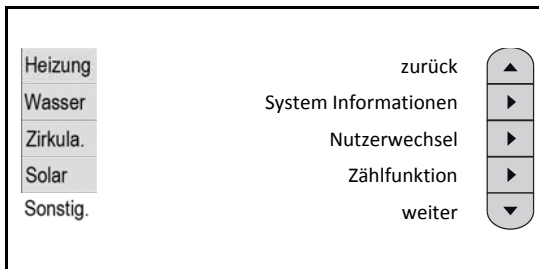 Heizung zurück
Wasser System Informationen
Zirkula. Nutzerwechsel
Solar Zählfunktion
Sonstig. weiter